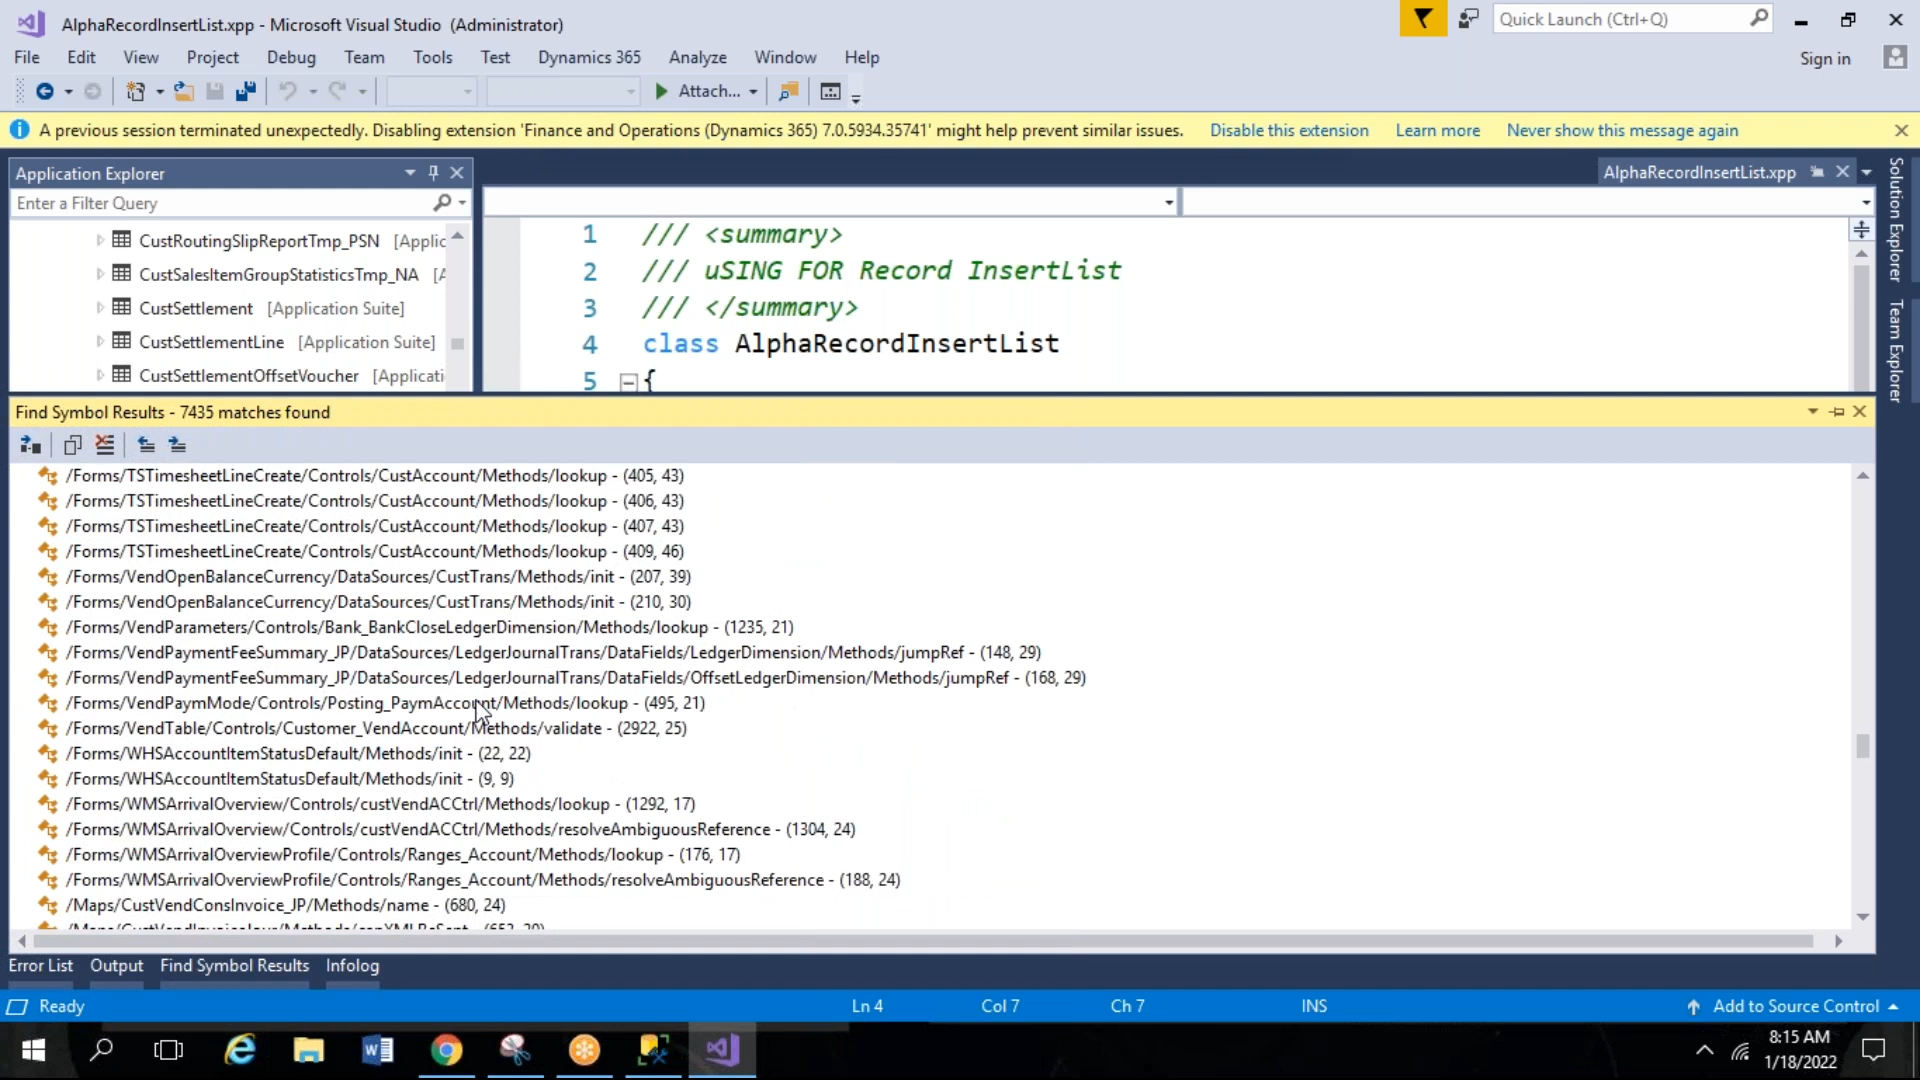 AlphaRecordInsertList.xpp - Microsoft Visual Studio (Administrator)
Quick Launch (Ctrl+Q)
File Edit View Project Debug Team Tools Test Dynamics 365 Analyze Window Help
Sign in
Attach...
A previous session terminated unexpectedly. Disabling extension 'Finance and Operations (Dynamics 365) 7.0.5934.35741' might help prevent similar issues. Disable this extension Learn more Never show this message again
Application Explorer
AlphaRecordInsertList.xpp
Enter a Filter Query
Solution Explorer
Team Explorer
CustRoutingSlipReportTmp_PSN [Applic
CustSalesItemGroupStatisticsTmp_NA [A
CustSettlement [Application Suite]
CustSettlementLine [Application Suite]
CustSettlementOffsetVoucher [Applicati
1 /// <summary>
2 /// uSING FOR Record InsertList
3 /// </summary>
4 class AlphaRecordInsertList
5 {
Find Symbol Results - 7435 matches found
/Forms/TSTimesheetLineCreate/Controls/CustAccount/Methods/lookup - (405, 43)
/Forms/TSTimesheetLineCreate/Controls/CustAccount/Methods/lookup - (406, 43)
/Forms/TSTimesheetLineCreate/Controls/CustAccount/Methods/lookup - (407, 43)
/Forms/TSTimesheetLineCreate/Controls/CustAccount/Methods/lookup - (409, 46)
/Forms/VendOpenBalanceCurrency/DataSources/CustTrans/Methods/init - (207, 39)
/Forms/VendOpenBalanceCurrency/DataSources/CustTrans/Methods/init - (210, 30)
/Forms/VendParameters/Controls/Bank_BankCloseLedgerDimension/Methods/lookup - (1235, 21)
/Forms/VendPaymentFeeSummary_JP/DataSources/LedgerJournalTrans/DataFields/LedgerDimension/Methods/jumpRef - (148, 29)
/Forms/VendPaymentFeeSummary_JP/DataSources/LedgerJournalTrans/DataFields/OffsetLedgerDimension/Methods/jumpRef - (168, 29)
/Forms/VendPaymMode/Controls/Posting_PaymAccount/Methods/lookup - (495, 21)
/Forms/VendTable/Controls/Customer_VendAccount/Methods/validate - (2922, 25)
/Forms/WHSAccountItemStatusDefault/Methods/init - (22, 22)
/Forms/WHSAccountItemStatusDefault/Methods/init - (9, 9)
/Forms/WMSArrivalOverview/Controls/custVendACCtrl/Methods/lookup - (1292, 17)
/Forms/WMSArrivalOverview/Controls/custVendACCtrl/Methods/resolveAmbiguousReference - (1304, 24)
/Forms/WMSArrivalOverviewProfile/Controls/Ranges_Account/Methods/lookup - (176, 17)
/Forms/WMSArrivalOverviewProfile/Controls/Ranges_Account/Methods/resolveAmbiguousReference - (188, 24)
/Maps/CustVendConsInvoice_JP/Methods/name - (680, 24)
Error List Output Find Symbol Results Infolog
Ready Ln 4 Col 7 Ch 7 INS Add to Source Control
8:15 AM
1/18/2022